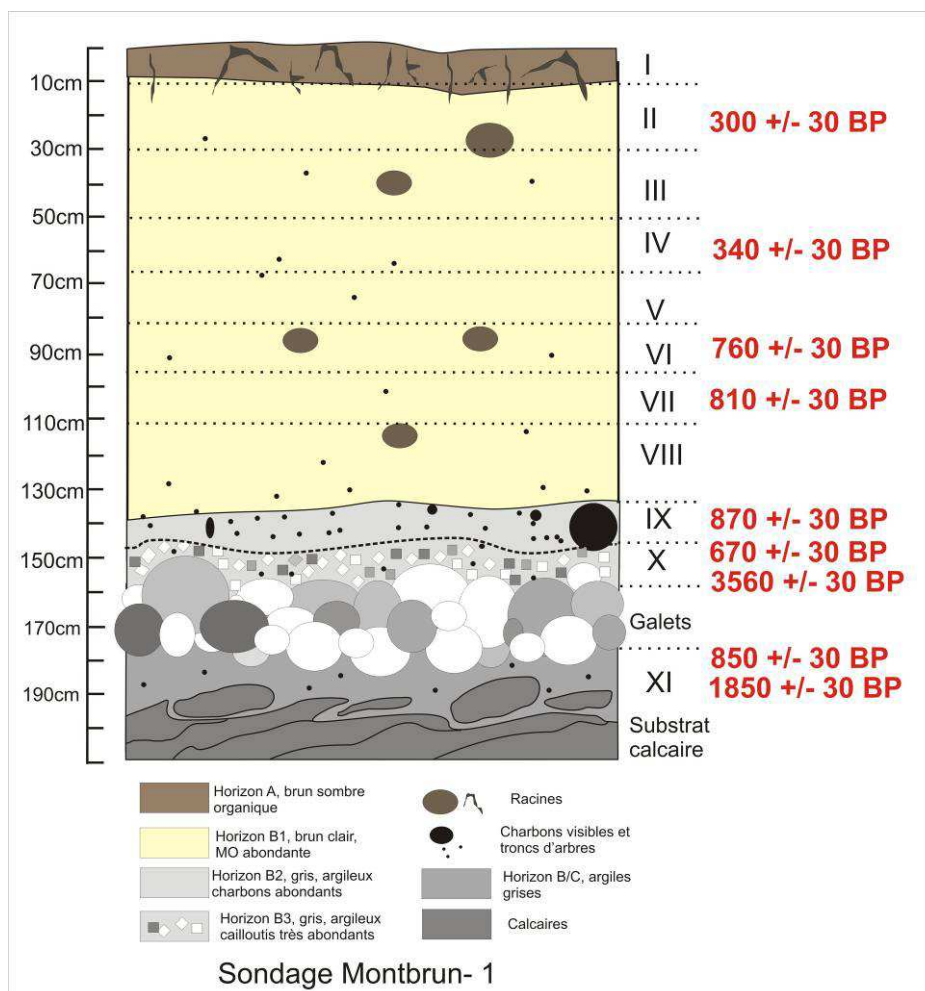 I
10cm
II
300 +/- 30 BP
30cm
III
50cm
IV
340 +/- 30 BP
70cm
V
90cm
VI
760 +/- 30 BP
VII
810 +/- 30 BP
110cm
VIII
130cm
IX
870 +/- 30 BP
150cm
X
670 +/- 30 BP
3560 +/- 30 BP
170cm
Galets
850 +/- 30 BP
190cm
XI
1850 +/- 30 BP
Substrat
calcaire
Horizon A, brun sombre
organique
Racines
Horizon B1, brun clair,
MO abondante
Charbons visibles et
troncs d'arbres
Horizon B2, gris, argileux
charbons abondants
Horizon B/C, argiles
grises
Horizon B3, gris, argileux
cailloutis très abondants
Calcaires
Sondage Montbrun- 1